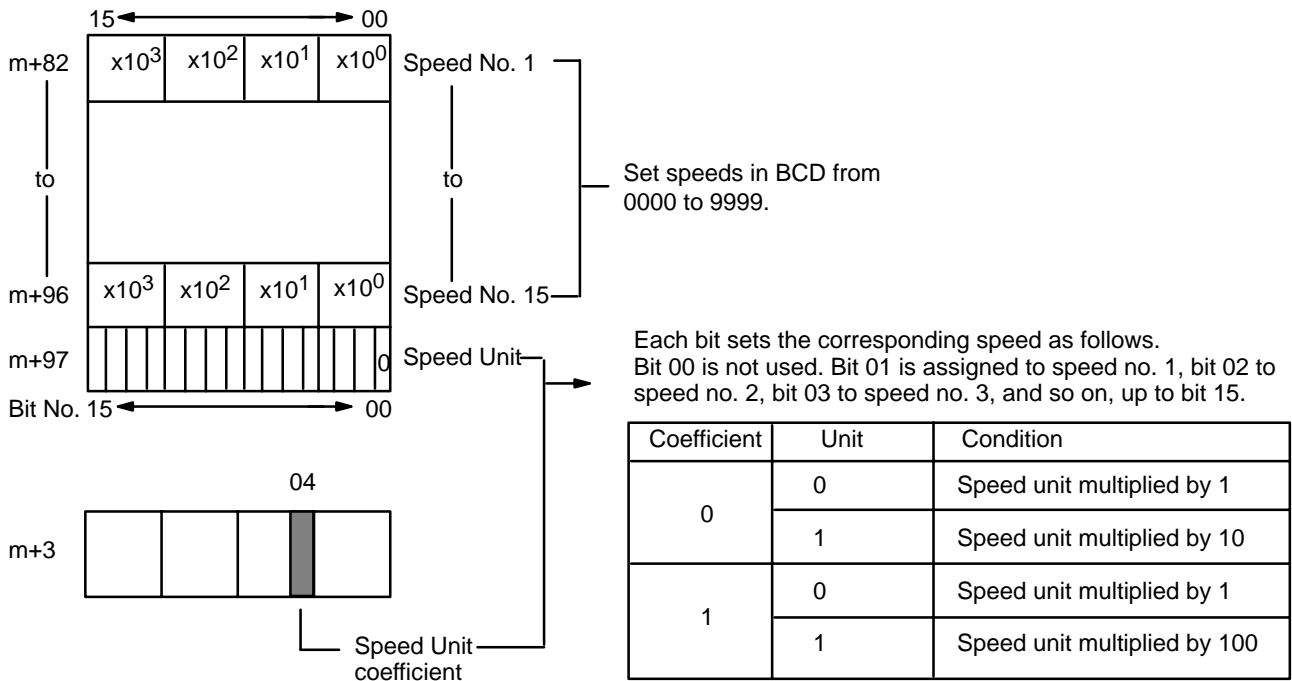 15 00
m+82 x10³ x10² x10¹ x10⁰ Speed No. 1
to to
Set speeds in BCD from
0000 to 9999.
m+96 x10³ x10² x10¹ x10⁰ Speed No. 15
m+97 0 Speed Unit
Bit No. 15 00
Each bit sets the corresponding speed as follows.
Bit 00 is not used. Bit 01 is assigned to speed no. 1, bit 02 to
speed no. 2, bit 03 to speed no. 3, and so on, up to bit 15.
04
m+3
Speed Unit
coefficient
Coefficient Unit Condition
0 0 Speed unit multiplied by 1
1 Speed unit multiplied by 10
1 0 Speed unit multiplied by 1
1 Speed unit multiplied by 100